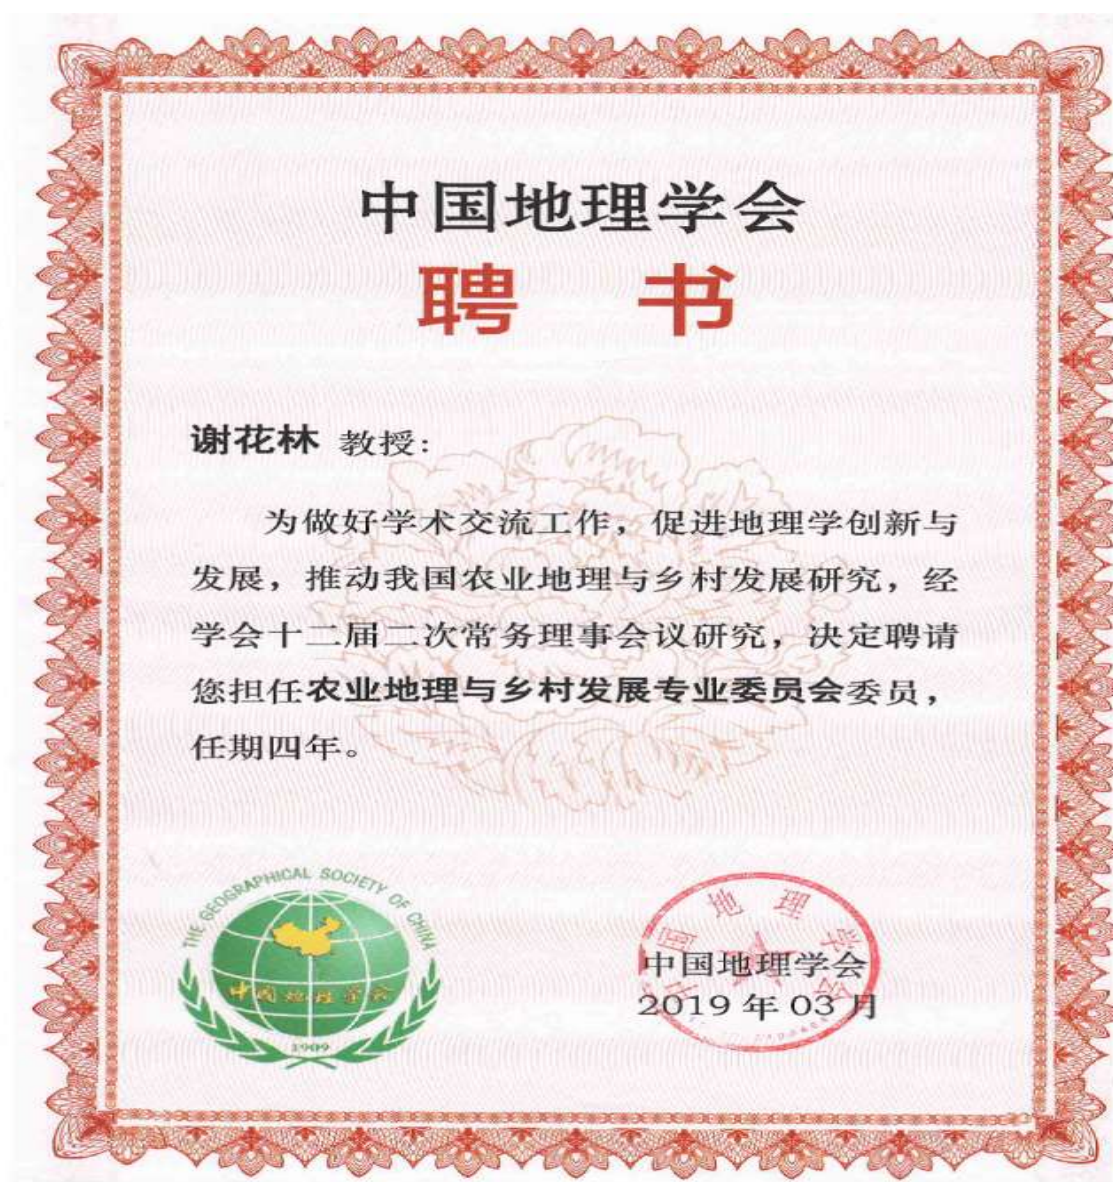 中国地理学会
聘 书
谢花林 教授:
为做好学术交流工作,促进地理学创新与
发展,推动我国农业地理与乡村发展研究,经
学会十二届二次常务理事会议研究,决定聘请
您担任农业地理与乡村发展专业委员会委员,
任期四年。
THE GEOGRAPHICAL SOCIETY OF CHINA
中国地理学会
1909
中国地理学会
中国地理学会
2019 年 03 月